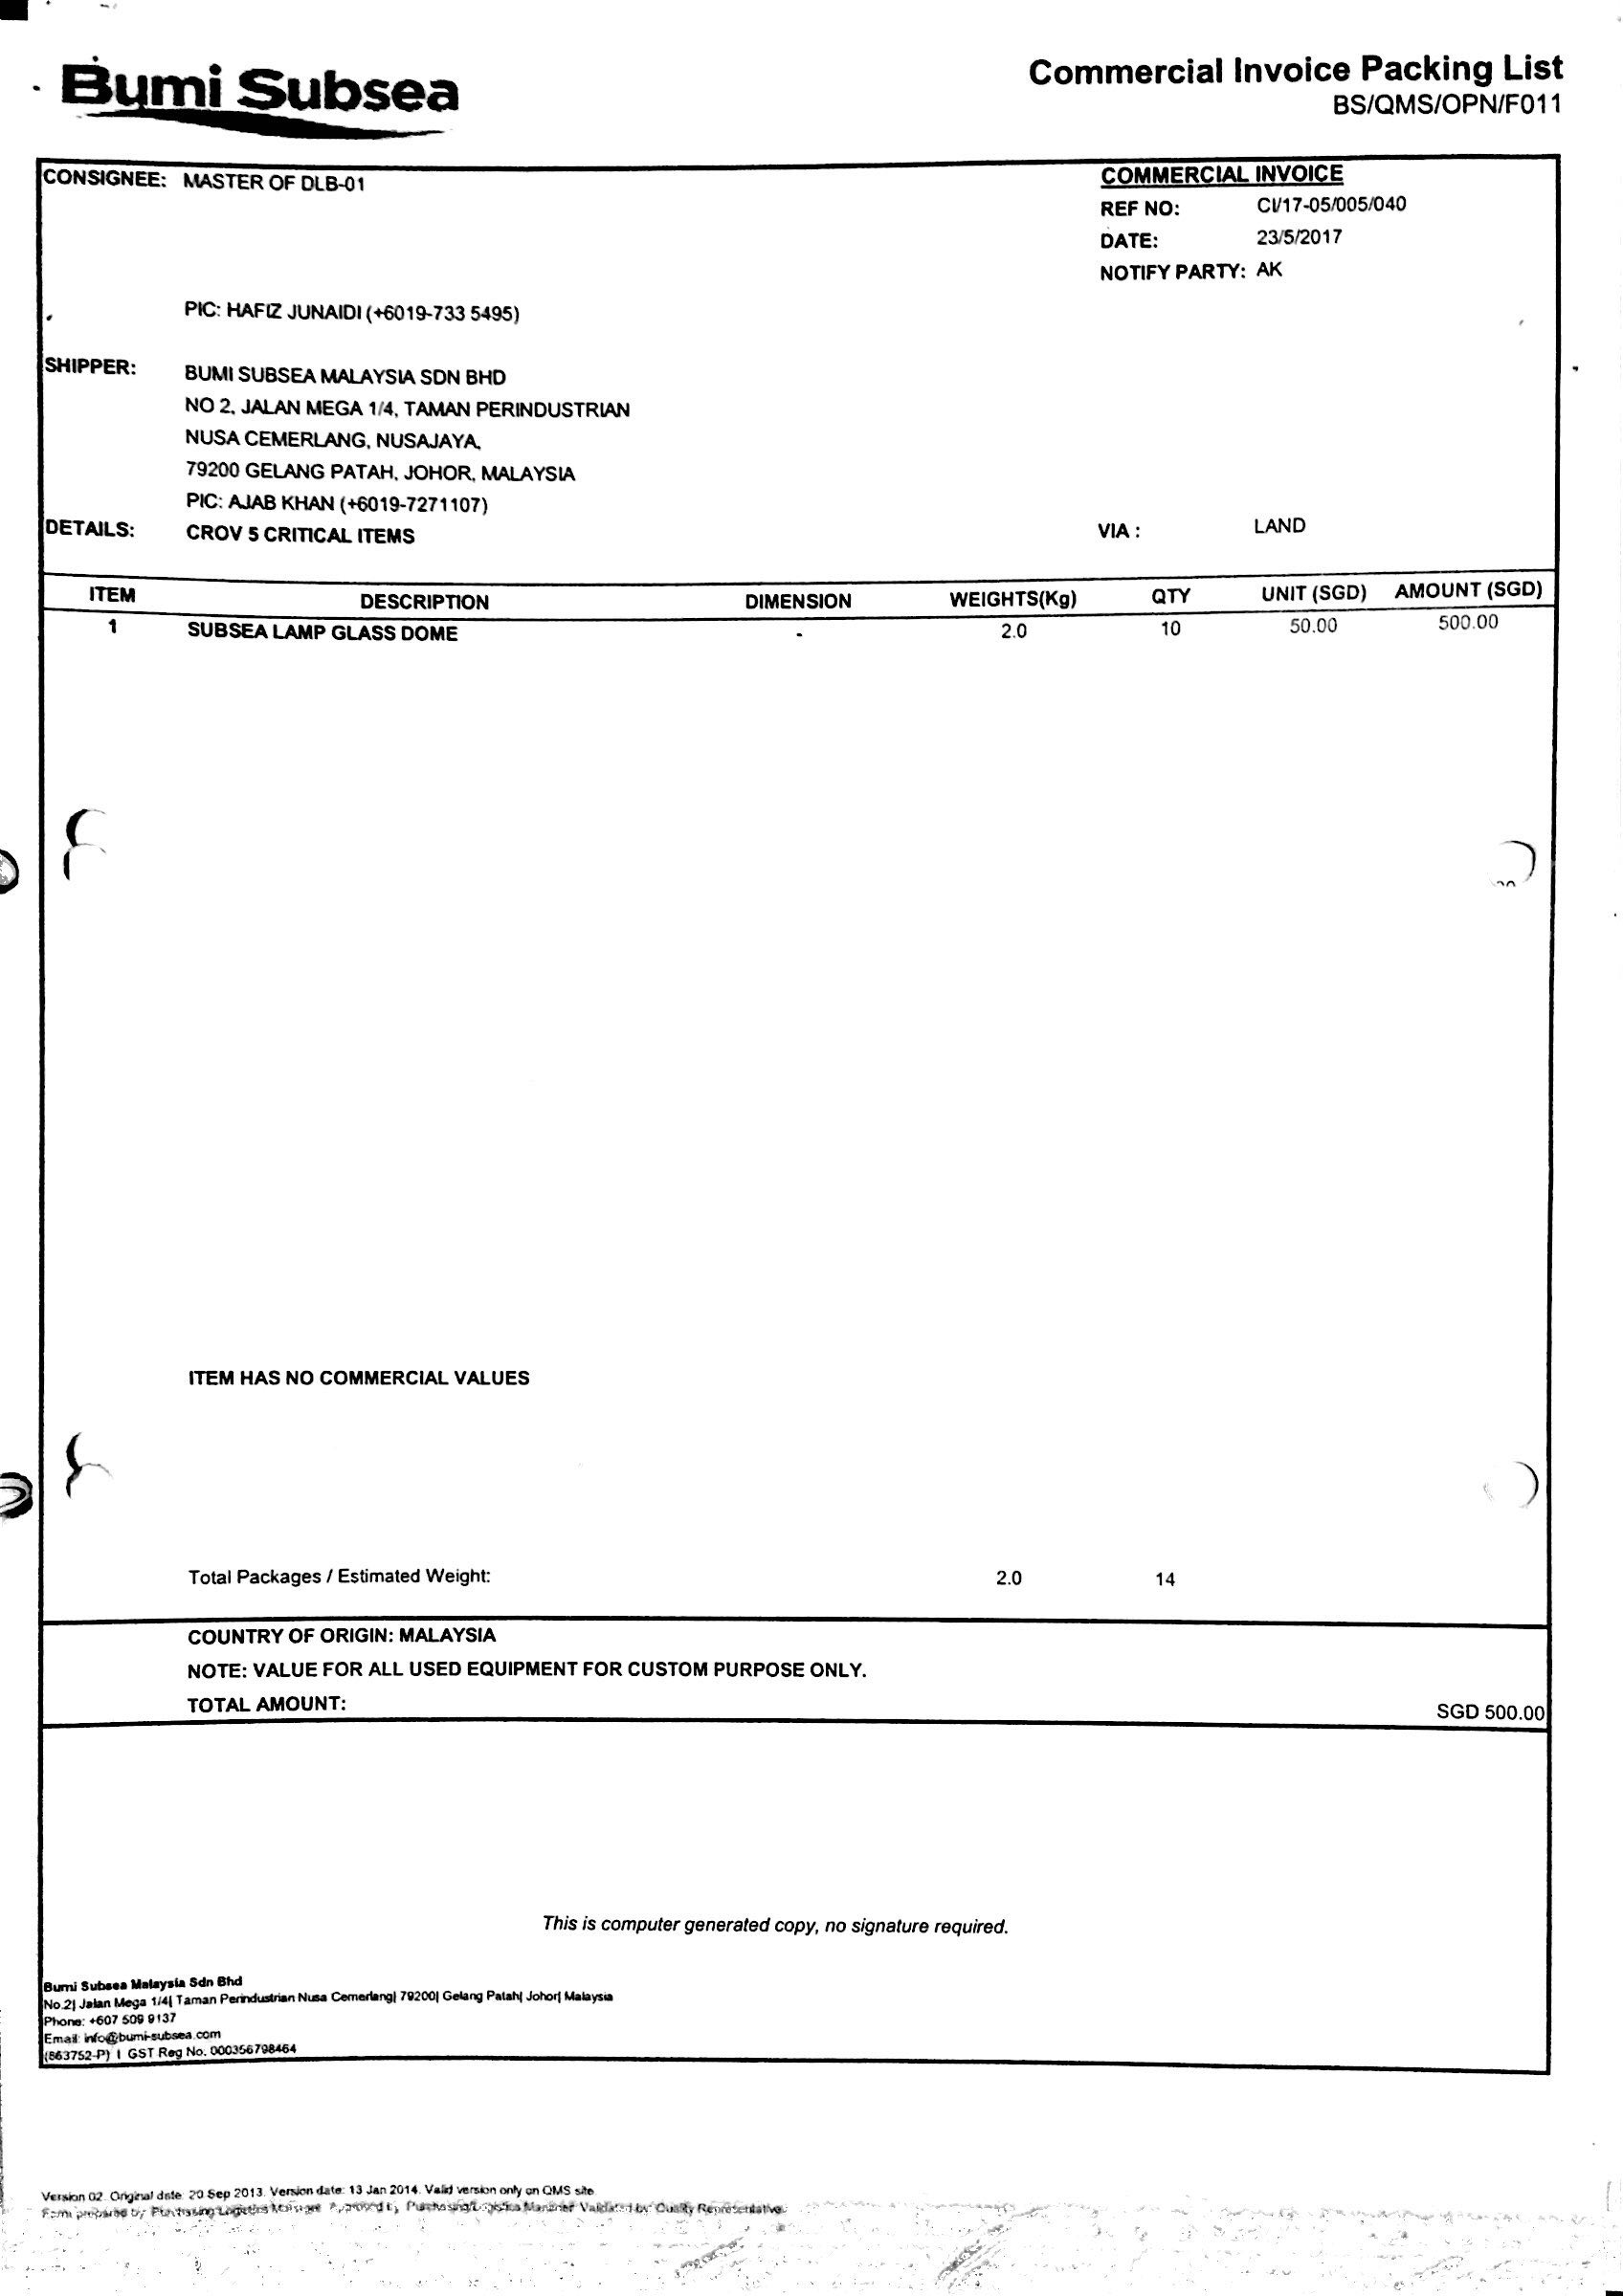 Bumi Subsea
Commercial Invoice Packing List
BS/QMS/OPN/F011
CONSIGNEE: MASTER OF DLB-01
COMMERCIAL INVOICE
REF NO: CI/17-05/005/040
DATE: 23/5/2017
NOTIFY PARTY: AK
PIC: HAFIZ JUNAIDI (+6019-733 5495)
SHIPPER: BUMI SUBSEA MALAYSIA SDN BHD
NO 2, JALAN MEGA 1/4, TAMAN PERINDUSTRIAN
NUSA CEMERLANG, NUSAJAYA,
79200 GELANG PATAH, JOHOR, MALAYSIA
PIC: AJAB KHAN (+6019-7271107)
DETAILS: CROV 5 CRITICAL ITEMS VIA : LAND
ITEM DESCRIPTION DIMENSION WEIGHTS(Kg) QTY UNIT (SGD) AMOUNT (SGD)
1 SUBSEA LAMP GLASS DOME - 2.0 10 50.00 500.00
ITEM HAS NO COMMERCIAL VALUES
Total Packages / Estimated Weight: 2.0 14
COUNTRY OF ORIGIN: MALAYSIA
NOTE: VALUE FOR ALL USED EQUIPMENT FOR CUSTOM PURPOSE ONLY.
TOTAL AMOUNT: SGD 500.00
This is computer generated copy, no signature required.
Bumi Subsea Malaysia Sdn Bhd
No.2| Jalan Mega 1/4| Taman Perindustrian Nusa Cemerlang| 79200| Gelang Patah| Johor| Malaysia
Phone: +607 509 9137
Email: info@bumi-subsea.com
(863752-P) | GST Reg No. 000356798464
Version 02. Original date: 20 Sep 2013. Version date: 13 Jan 2014. Valid version only on QMS site
Form prepared by Purchasing Logistics Manager Approved by Purchasing Logistics Manager Validated by Quality Representative